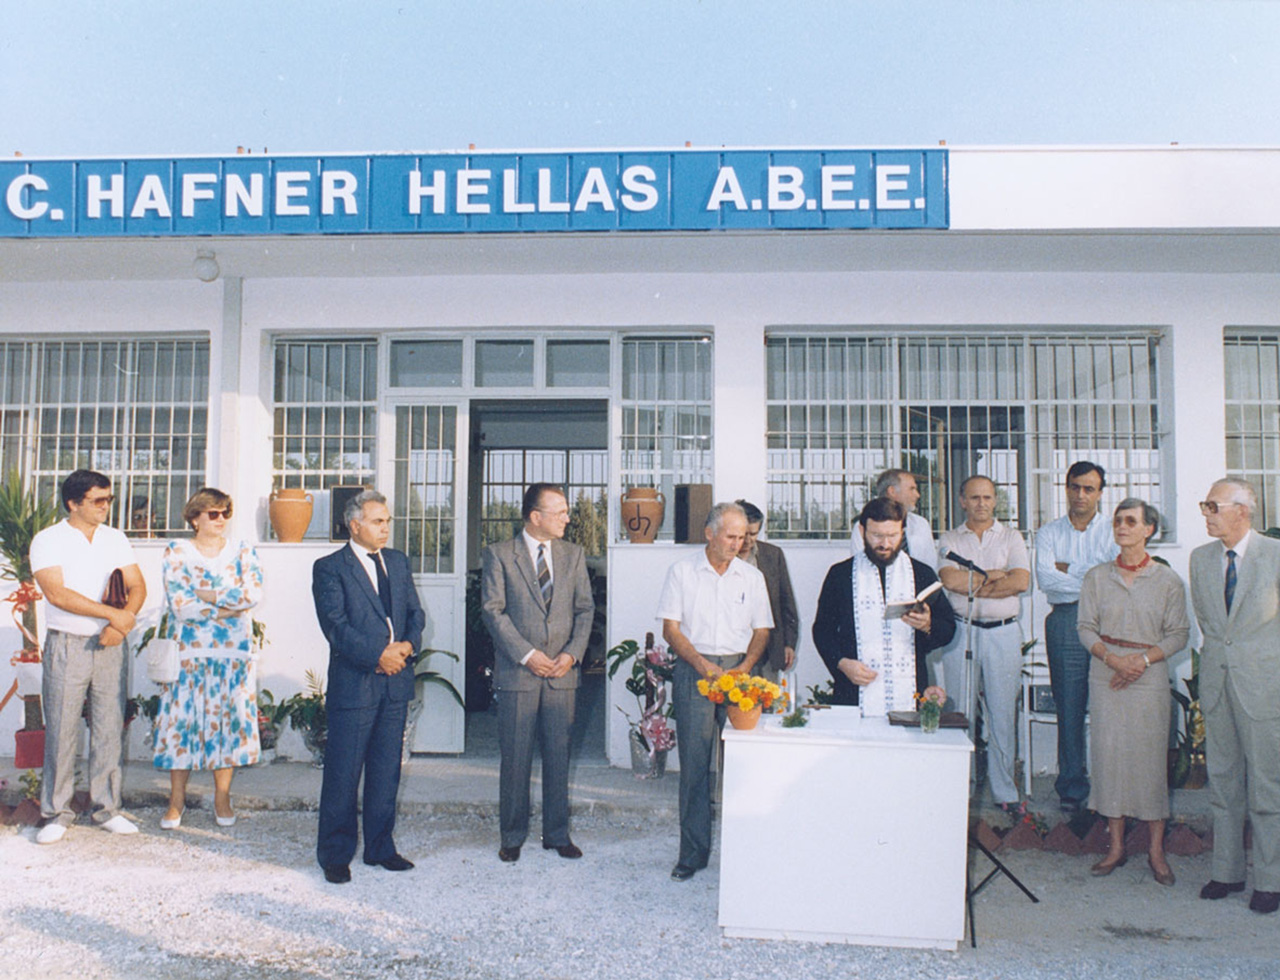 C. HAFNER HELLAS A.B.E.E.